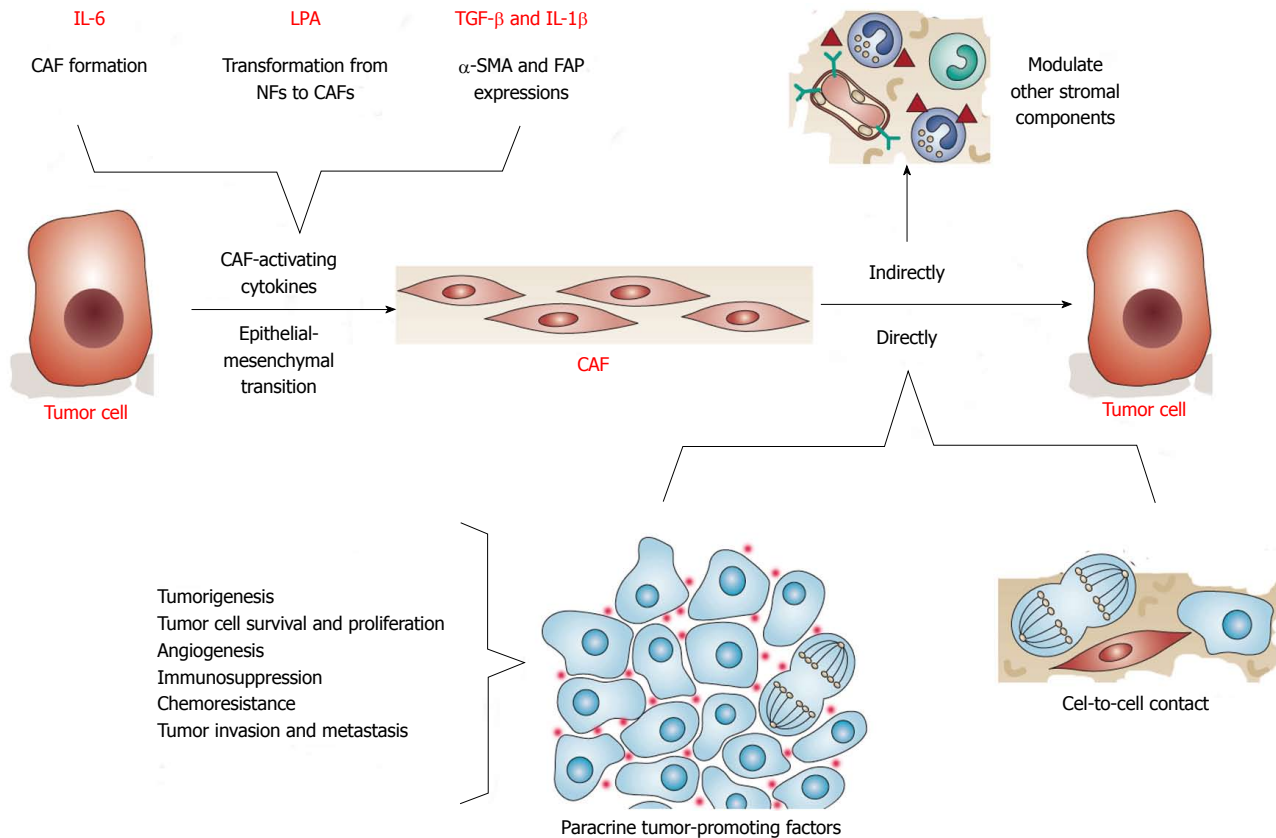 IL-6
LPA
TGF-β and IL-1β
CAF formation
Transformation from
NFs to CAFs
α-SMA and FAP
expressions
Modulate
other stromal
components
CAF-activating
cytokines
Epithelial-
mesenchymal
transition
CAF
Indirectly
Directly
Tumor cell
Tumor cell
Tumorigenesis
Tumor cell survival and proliferation
Angiogenesis
Immunosuppression
Chemoresistance
Tumor invasion and metastasis
Paracrine tumor-promoting factors
Cel-to-cell contact